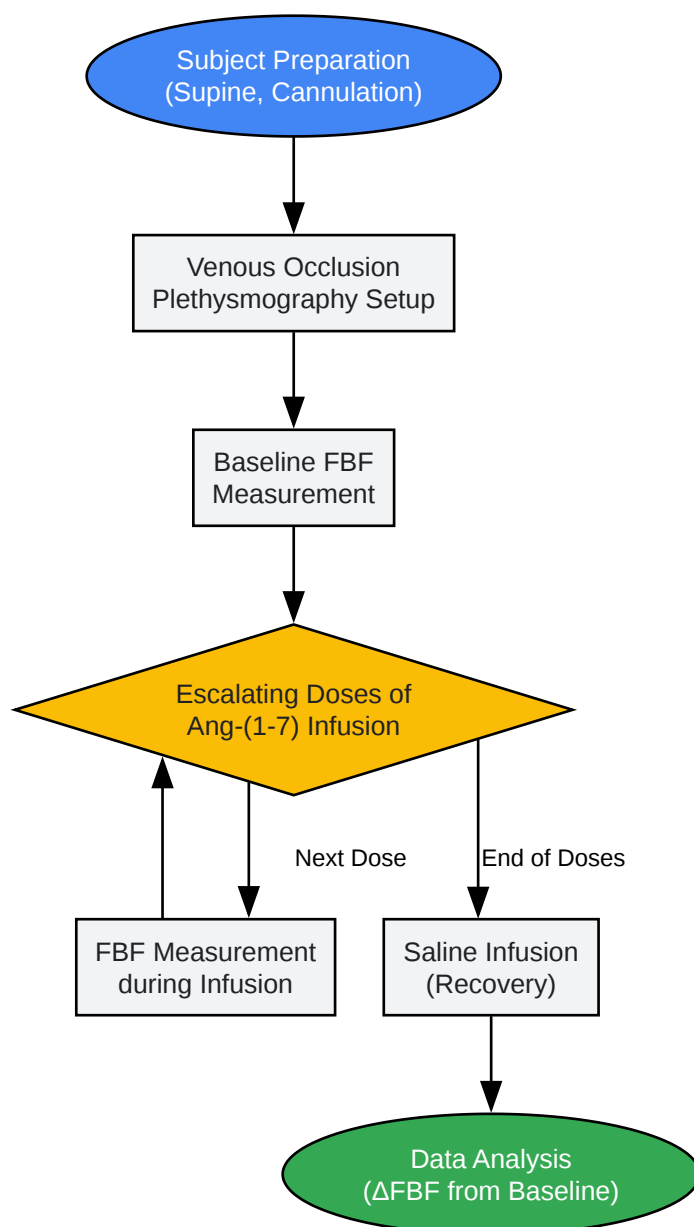 Subject Preparation
(Supine, Cannulation)
Venous Occlusion
Plethysmography Setup
Baseline FBF
Measurement
Escalating Doses of
Ang-(1-7) Infusion
Next Dose
End of Doses
FBF Measurement
during Infusion
Saline Infusion
(Recovery)
Data Analysis
(ΔFBF from Baseline)